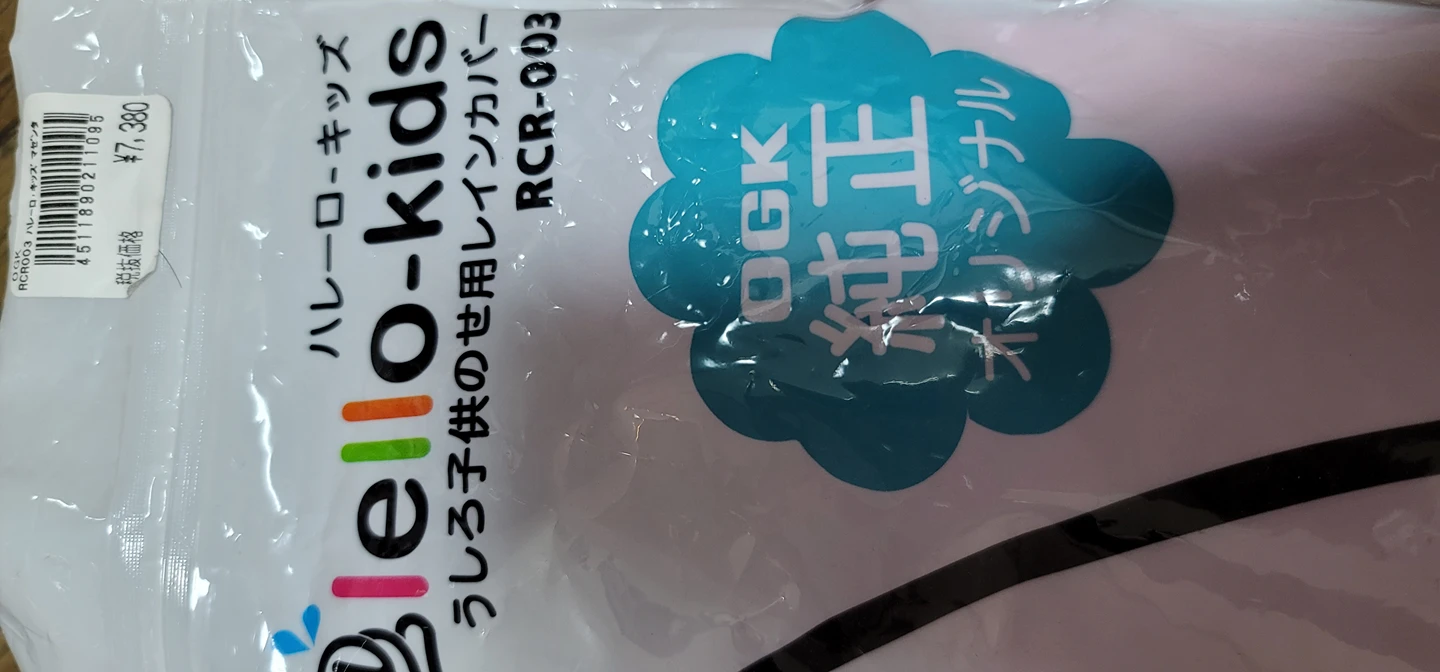 OGK
RCR003 ハレーロ・キッズ マゼンタ
4511890211095
税抜価格 ¥7,380
ハレーロ・キッズ
lello-kids
うしろ子供のせ用レインカバー
RCR-003
OGK
純正
オリジナル